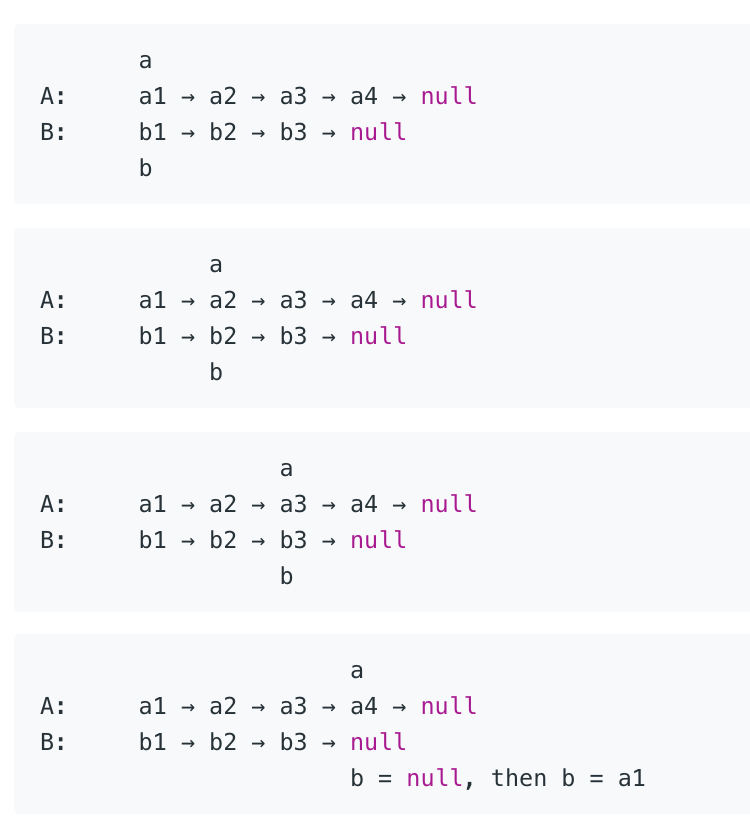 a
A: a1 → a2 → a3 → a4 → null
B: b1 → b2 → b3 → null
b
a
A: a1 → a2 → a3 → a4 → null
B: b1 → b2 → b3 → null
b
a
A: a1 → a2 → a3 → a4 → null
B: b1 → b2 → b3 → null
b
a
A: a1 → a2 → a3 → a4 → null
B: b1 → b2 → b3 → null
b = null, then b = a1